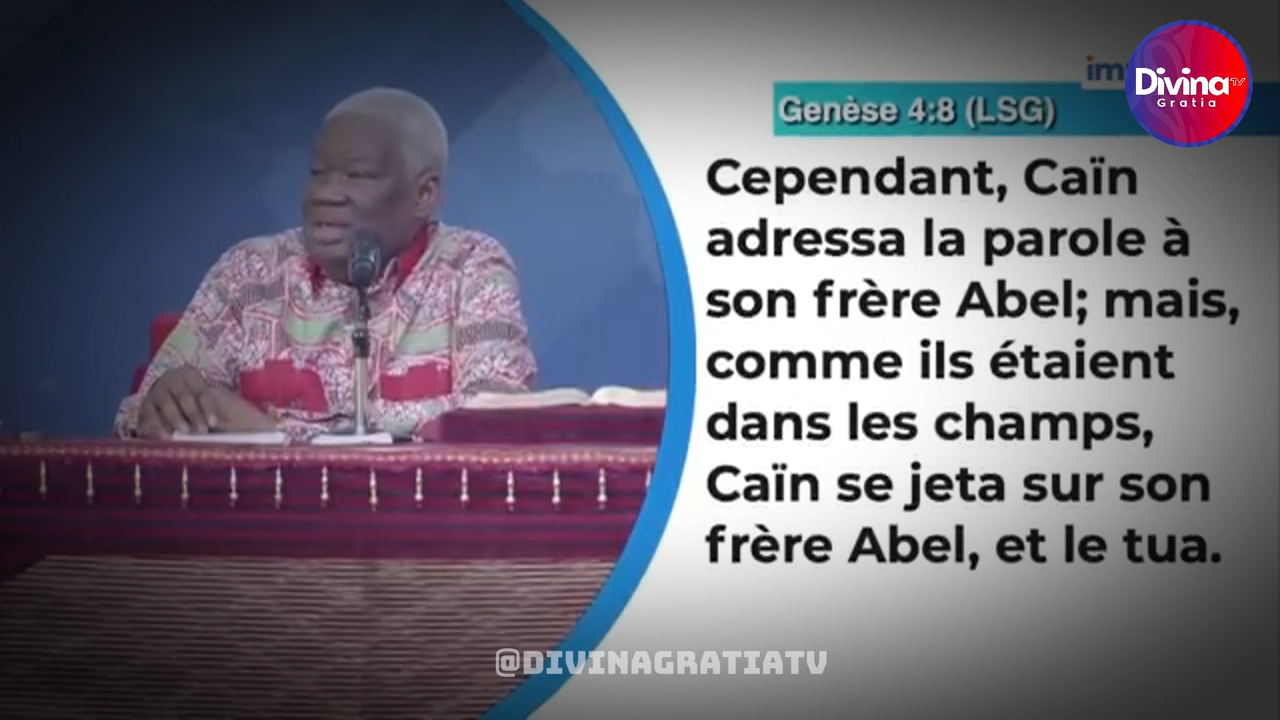 Divina TV
Gratia
Genèse 4:8 (LSG)
Cependant, Caïn
adressa la parole à
son frère Abel; mais,
comme ils étaient
dans les champs,
Caïn se jeta sur son
frère Abel, et le tua.
@DIVINAGRATIATV